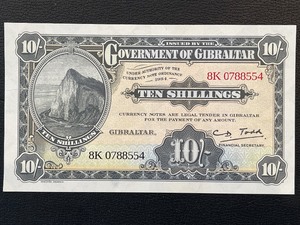 ISSUED BY THE
10/-
GOVERNMENT OF GIBRALTAR
10/-
UNDER AUTHORITY OF THE
CURRENCY NOTE ORDINANCE
8K 0788554
TEN SHILLINGS
CURRENCY NOTES ARE LEGAL TENDER IN GIBRALTAR
FOR THE PAYMENT OF ANY AMOUNT
GIBRALTAR,
C D Todd
FINANCIAL SECRETARY.
TEN SHILLINGS
8K 0788554
10/-
10/-
10/-